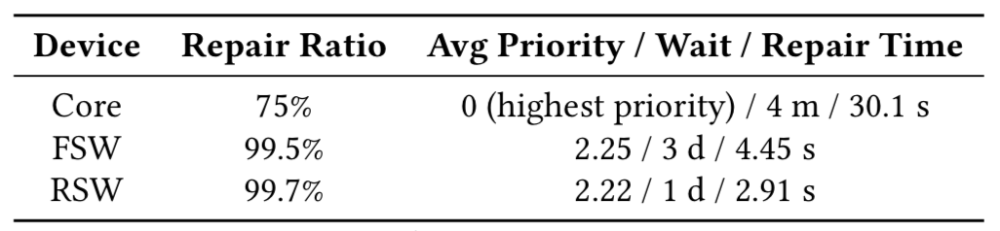 Device Repair Ratio Avg Priority / Wait / Repair Time
Core 75% 0 (highest priority) / 4 m / 30.1 s
FSW 99.5% 2.25 / 3 d / 4.45 s
RSW 99.7% 2.22 / 1 d / 2.91 s